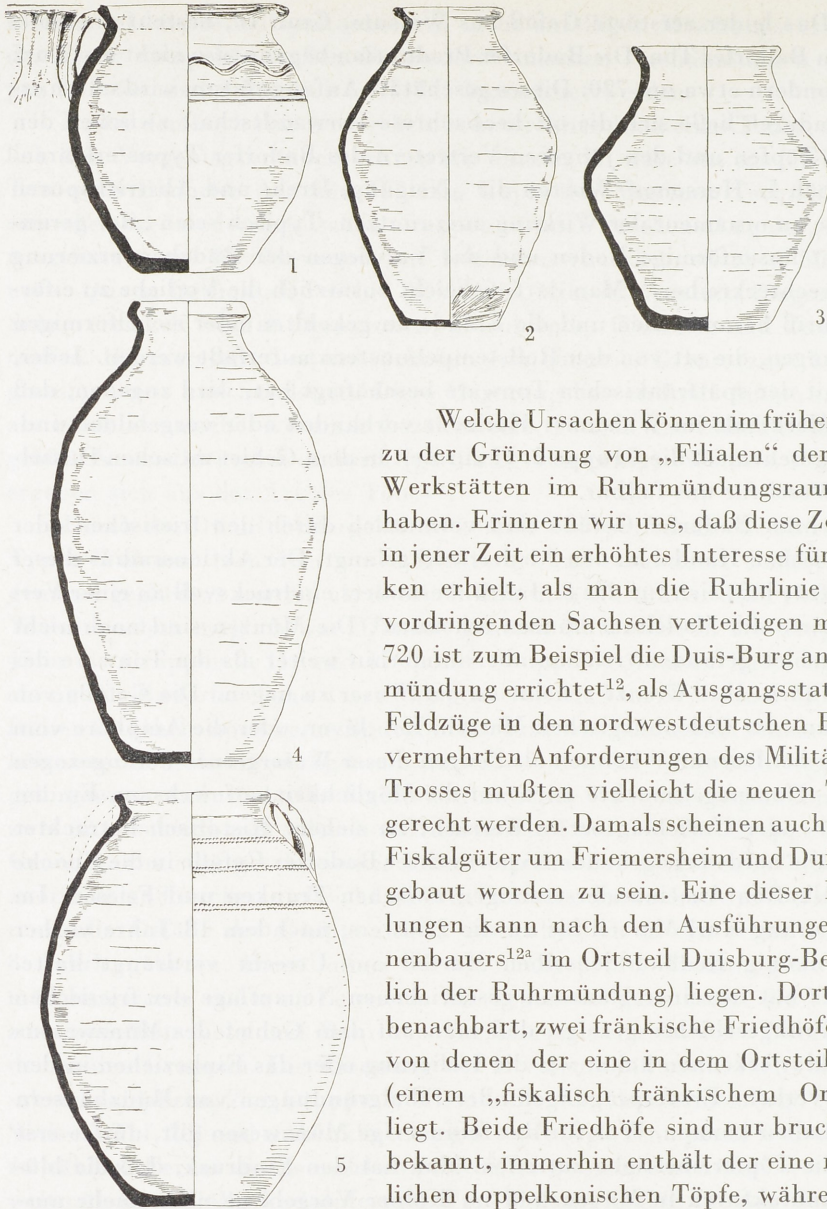 1
2
3
4
5
Welche Ursachen können im frühe
zu der Gründung von „Filialen“ der
Werkstätten im Ruhrmündungsraur
haben. Erinnern wir uns, daß diese Ze
in jener Zeit ein erhöhtes Interesse für
ken erhielt, als man die Ruhrlinie
vordringenden Sachsen verteidigen m
720 ist zum Beispiel die Duis-Burg an
mündung errichtet¹², als Ausgangsstat
Feldzüge in den nordwestdeutschen
vermehrten Anforderungen des Militä
Trosses mußten vielleicht die neuen
gerecht werden. Damals scheinen auch
Fiskalgüter um Friemersheim und Du
gebaut worden zu sein. Eine dieser
lungen kann nach den Ausführunge
nenbauers¹²ᵃ im Ortsteil Duisburg-Be
lich der Ruhrmündung) liegen. Dort
benachbart, zwei fränkische Friedhöfe
von denen der eine in dem Ortsteil
(einem „fiskalisch fränkischem Or
liegt. Beide Friedhöfe sind nur bruc
bekannt, immerhin enthält der eine
lichen doppelkonischen Töpfe, währe